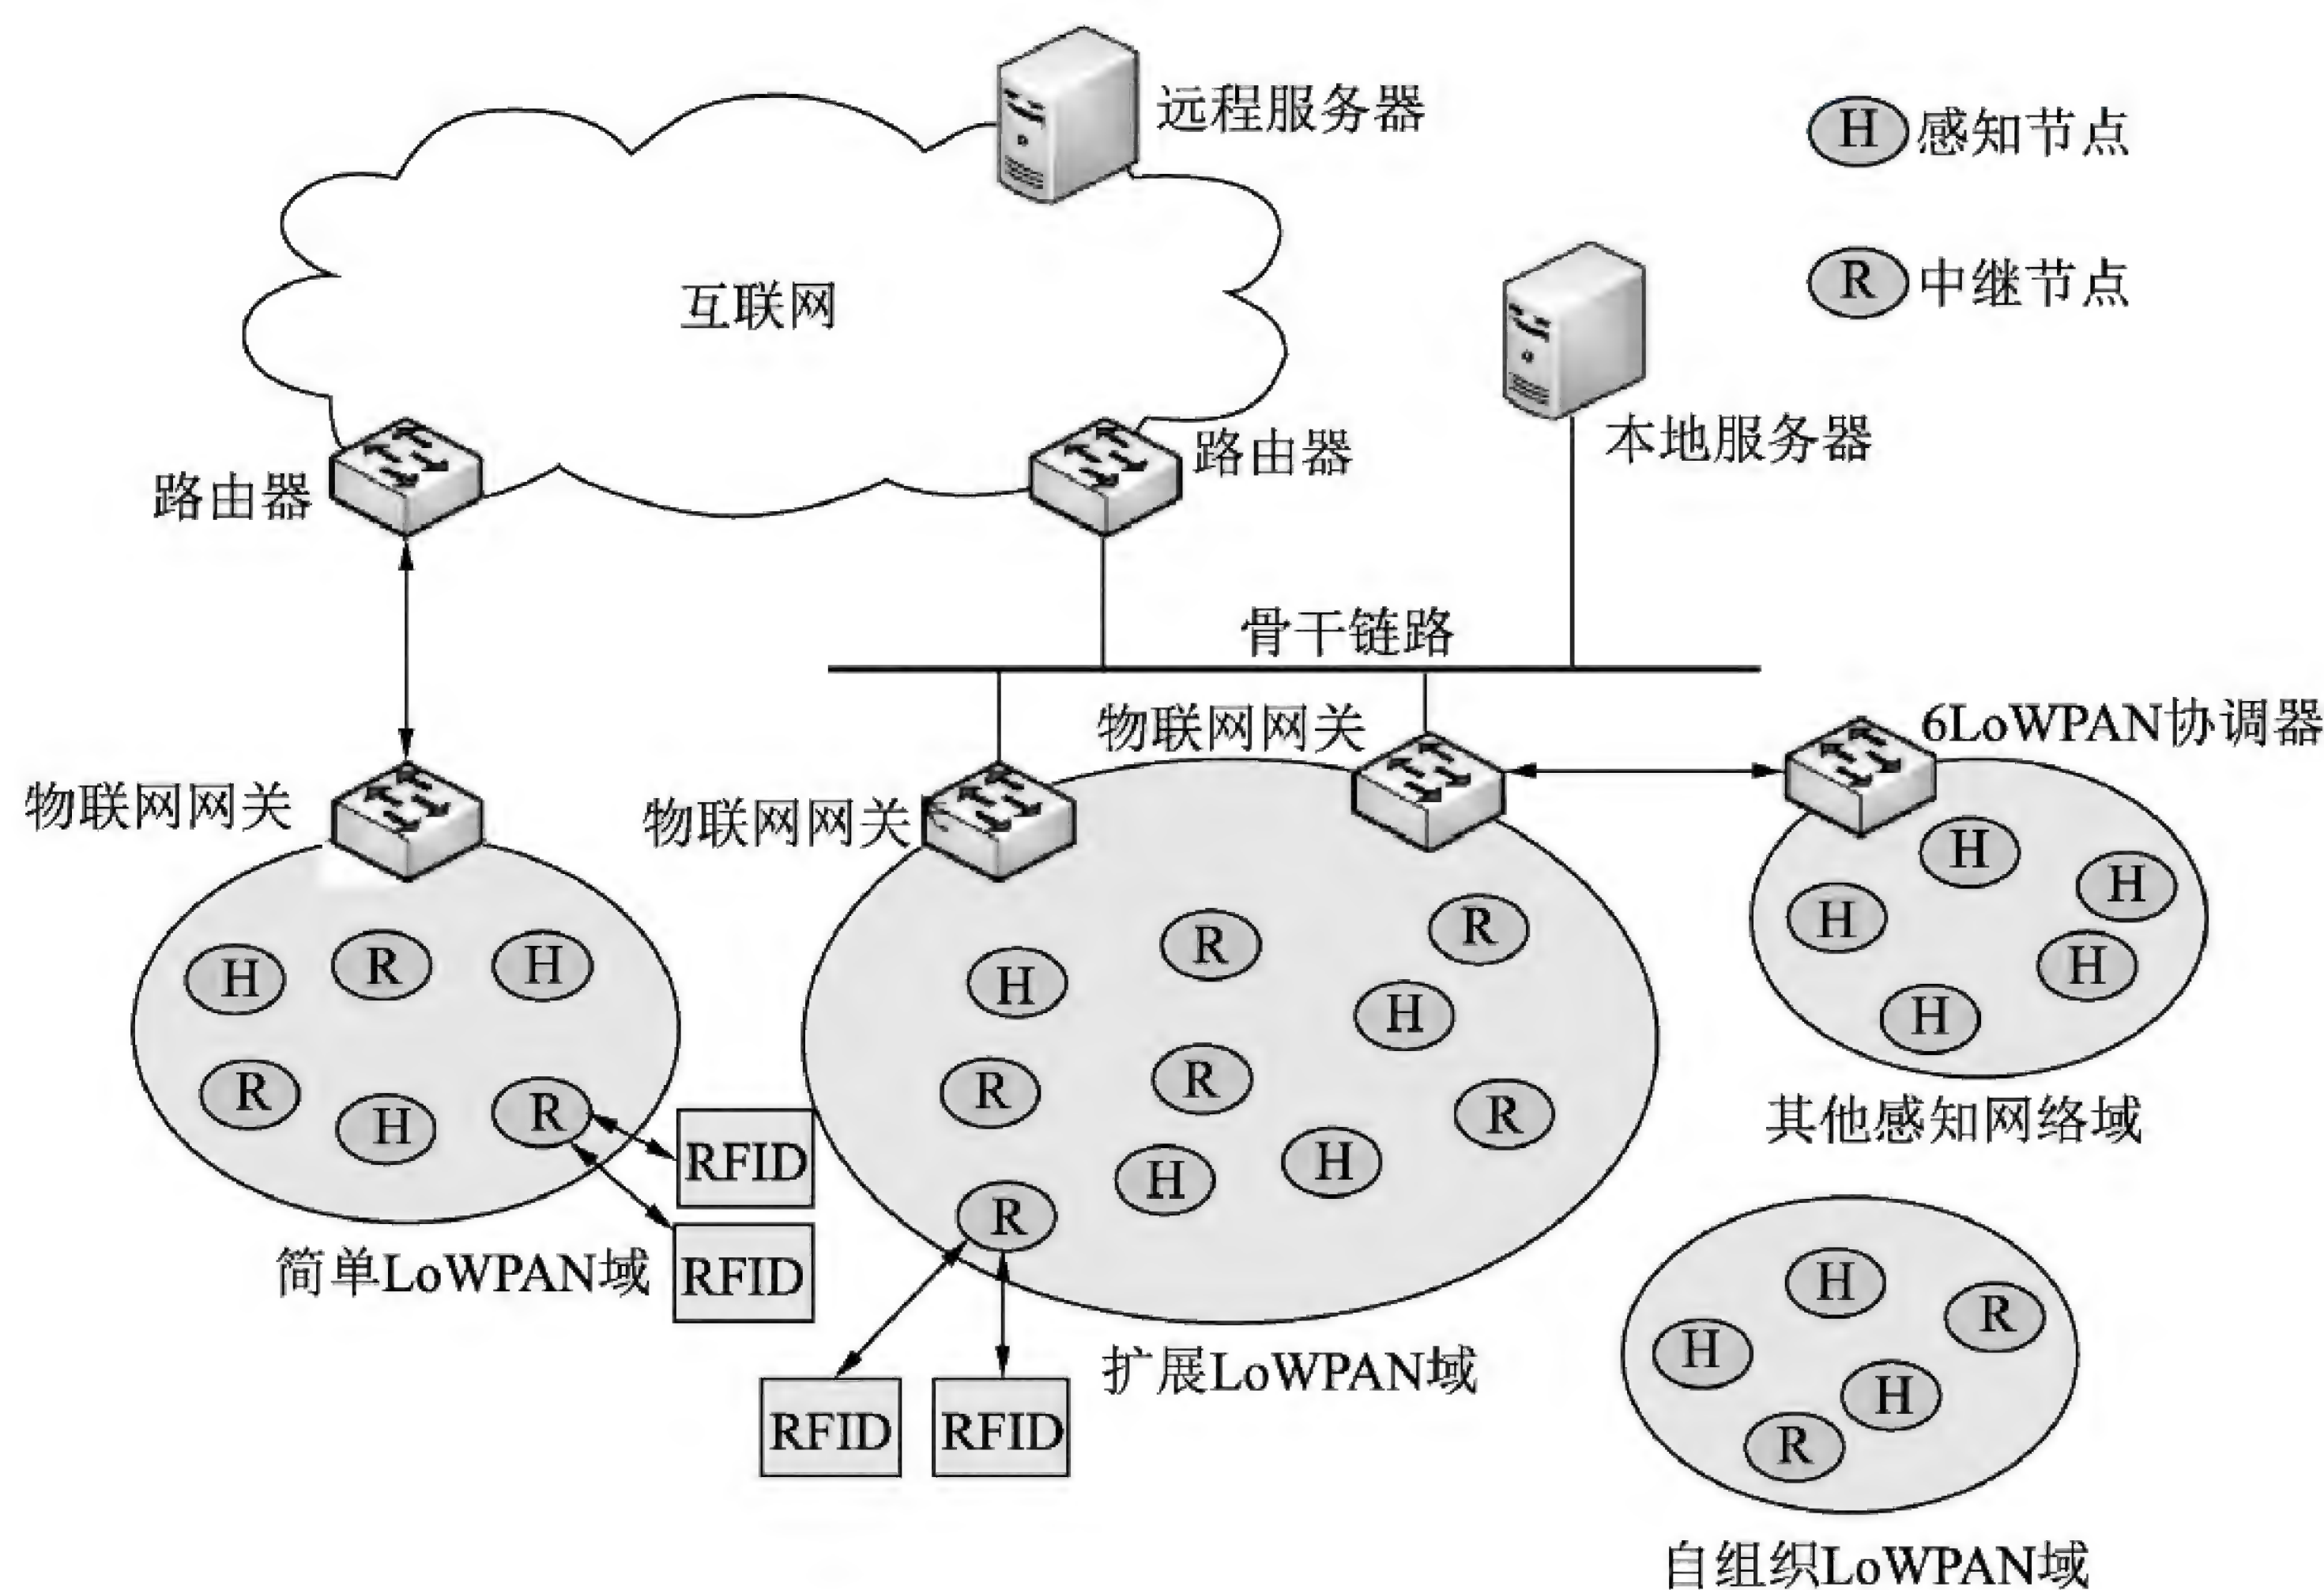 远程服务器
H 感知节点
R 中继节点
互联网
本地服务器
路由器
路由器
骨干链路
物联网网关
6LoWPAN协调器
物联网网关
物联网网关
H
H
H
H
H
其他感知网络域
H
R
H
R
H
R
RFID
RFID
简单LoWPAN域
R
R
H
H
R
R
R
H
H
R
RFID
RFID
扩展LoWPAN域
H
R
H
H
R
自组织LoWPAN域